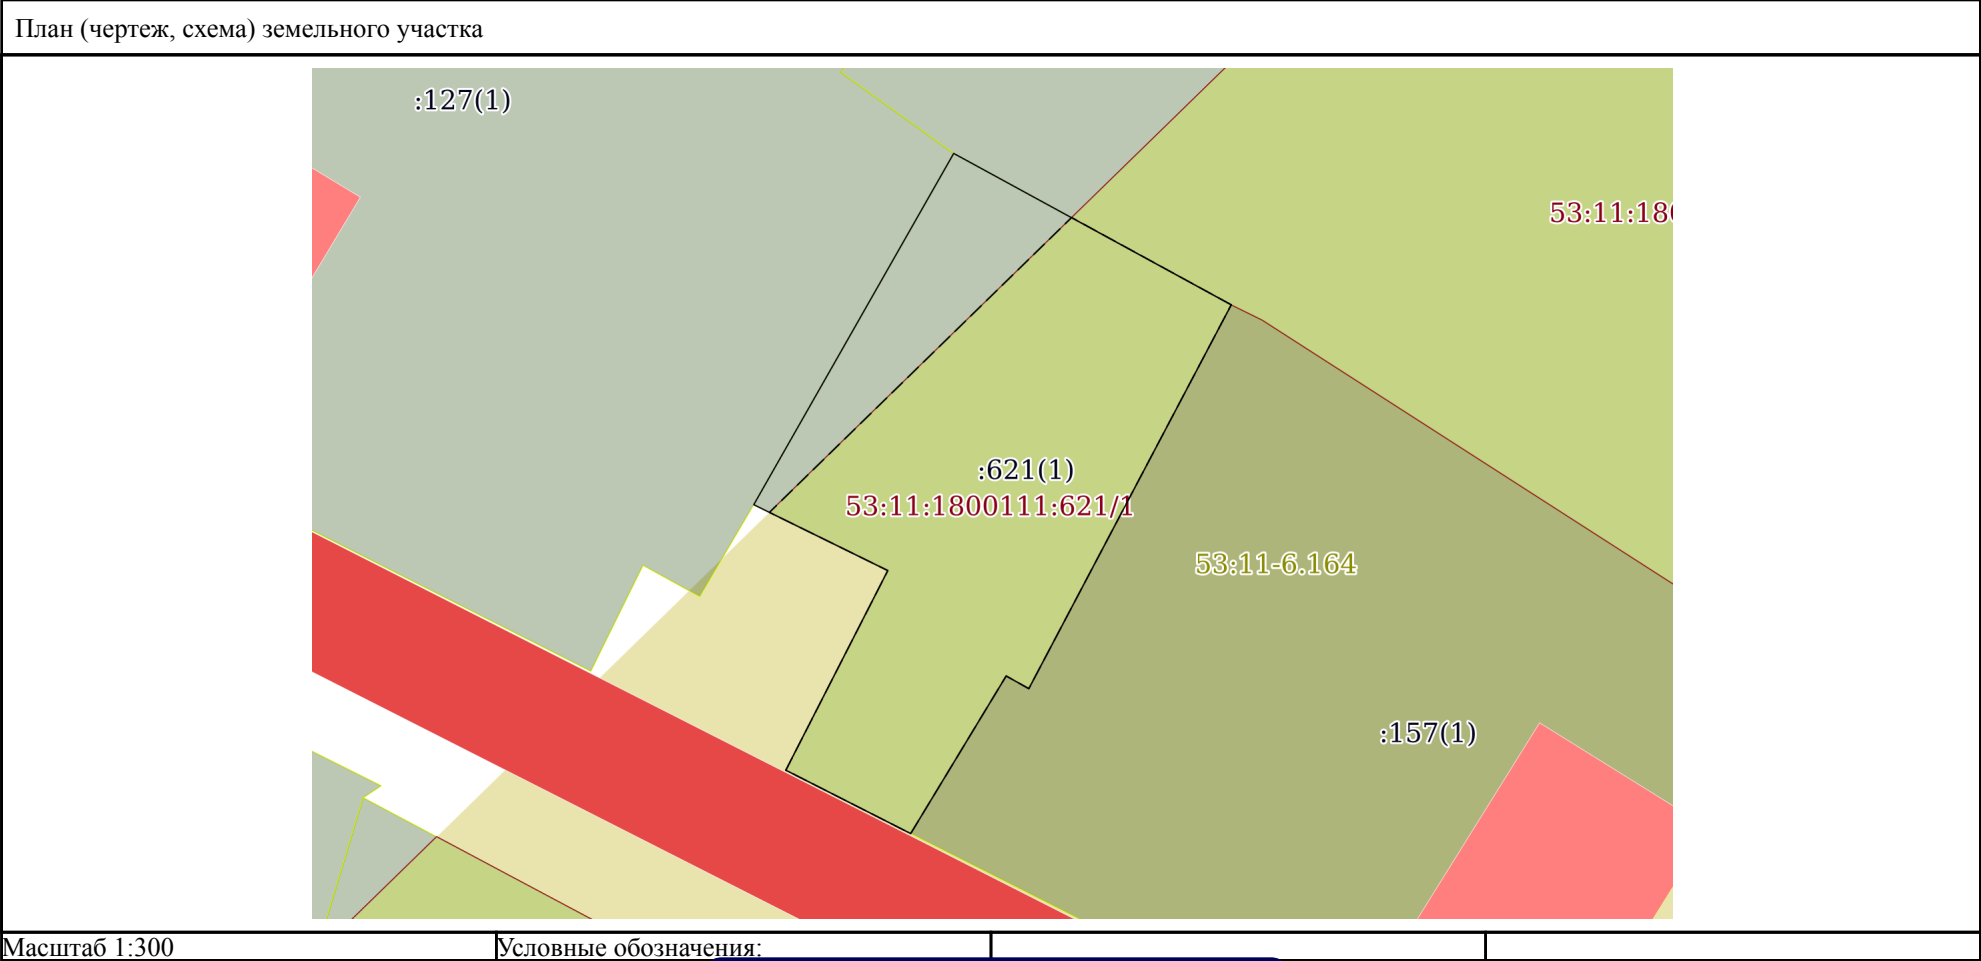 План (чертеж, схема) земельного участка
:127(1)
53:11:180
:621(1)
53:11:1800111:621/1
53:11-6.164
:157(1)
Масштаб 1:300
Условные обозначения: